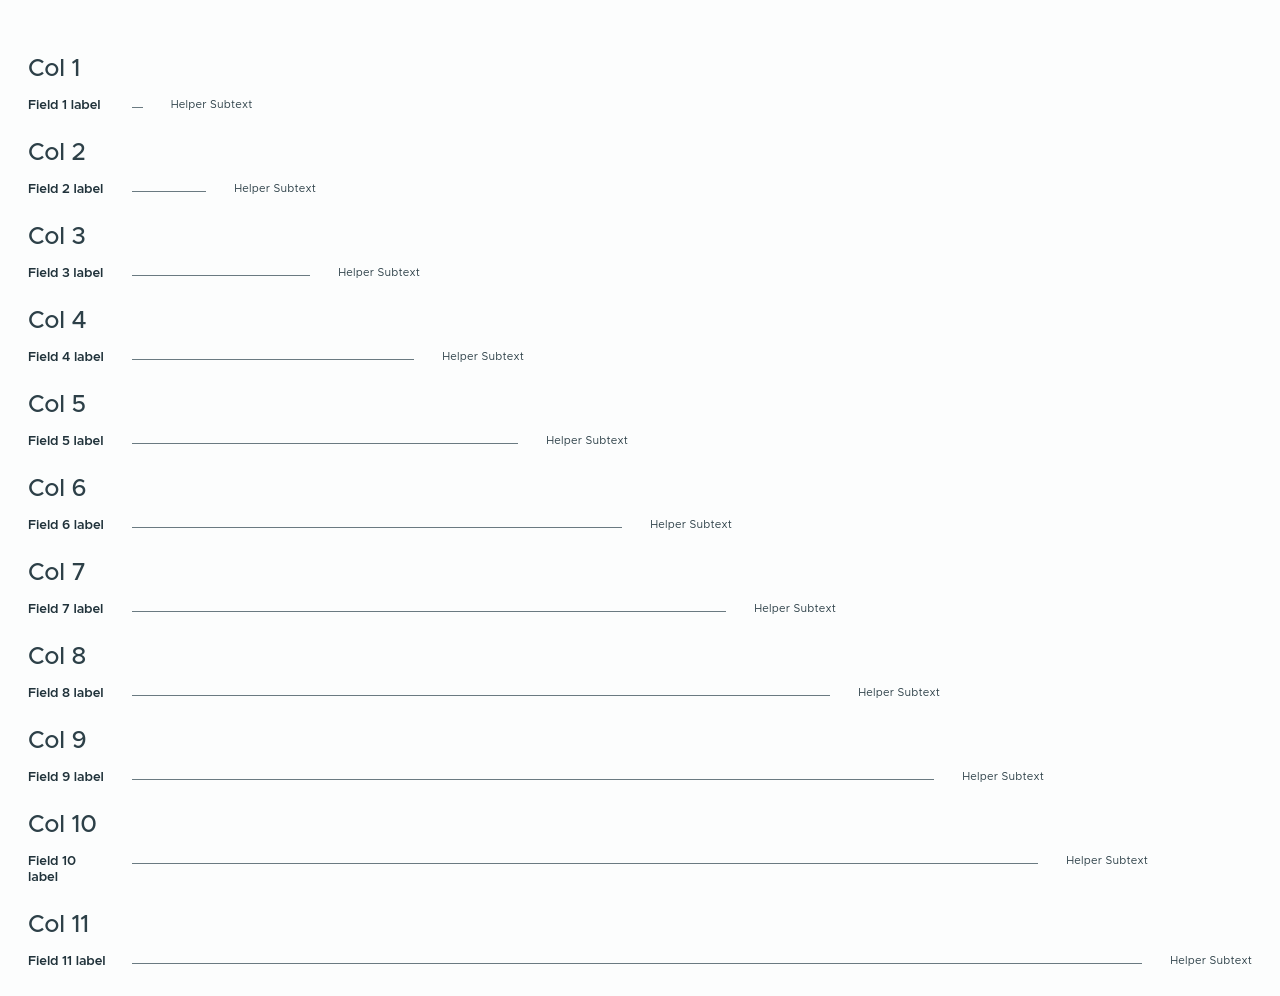 Col 1
Field 1 label Helper Subtext
Col 2
Field 2 label Helper Subtext
Col 3
Field 3 label Helper Subtext
Col 4
Field 4 label Helper Subtext
Col 5
Field 5 label Helper Subtext
Col 6
Field 6 label Helper Subtext
Col 7
Field 7 label Helper Subtext
Col 8
Field 8 label Helper Subtext
Col 9
Field 9 label Helper Subtext
Col 10
Field 10 Helper Subtext
label
Col 11
Field 11 label Helper Subtext